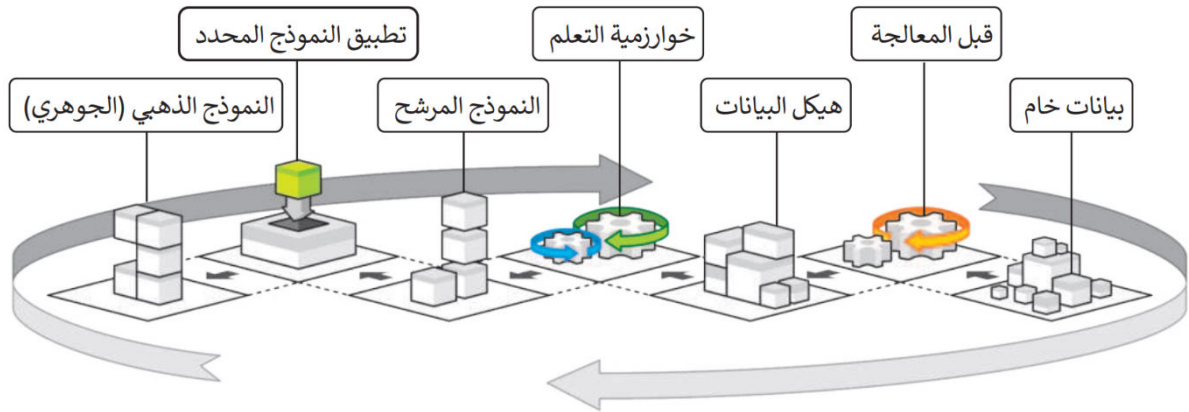 بيانات خام
قبل المعالجة
هيكل البيانات
خوارزمية التعلم
النموذج المرشح
تطبيق النموذج المحدد
النموذج الذهبي (الجوهري)